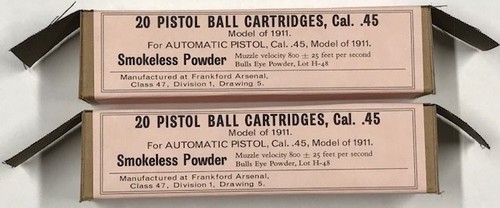 20 PISTOL BALL CARTRIDGES, Cal. .45
Model of 1911.
For AUTOMATIC PISTOL, Cal. .45, Model of 1911.
Smokeless Powder Muzzle velocity 800 ± 25 feet per second
Bulls Eye Powder, Lot H-48
Manufactured at Frankford Arsenal,
Class 47, Division 1, Drawing 5.
20 PISTOL BALL CARTRIDGES, Cal. .45
Model of 1911.
For AUTOMATIC PISTOL, Cal. .45, Model of 1911.
Smokeless Powder Muzzle velocity 800 ± 25 feet per second
Bulls Eye Powder, Lot H-48
Manufactured at Frankford Arsenal,
Class 47, Division 1, Drawing 5.